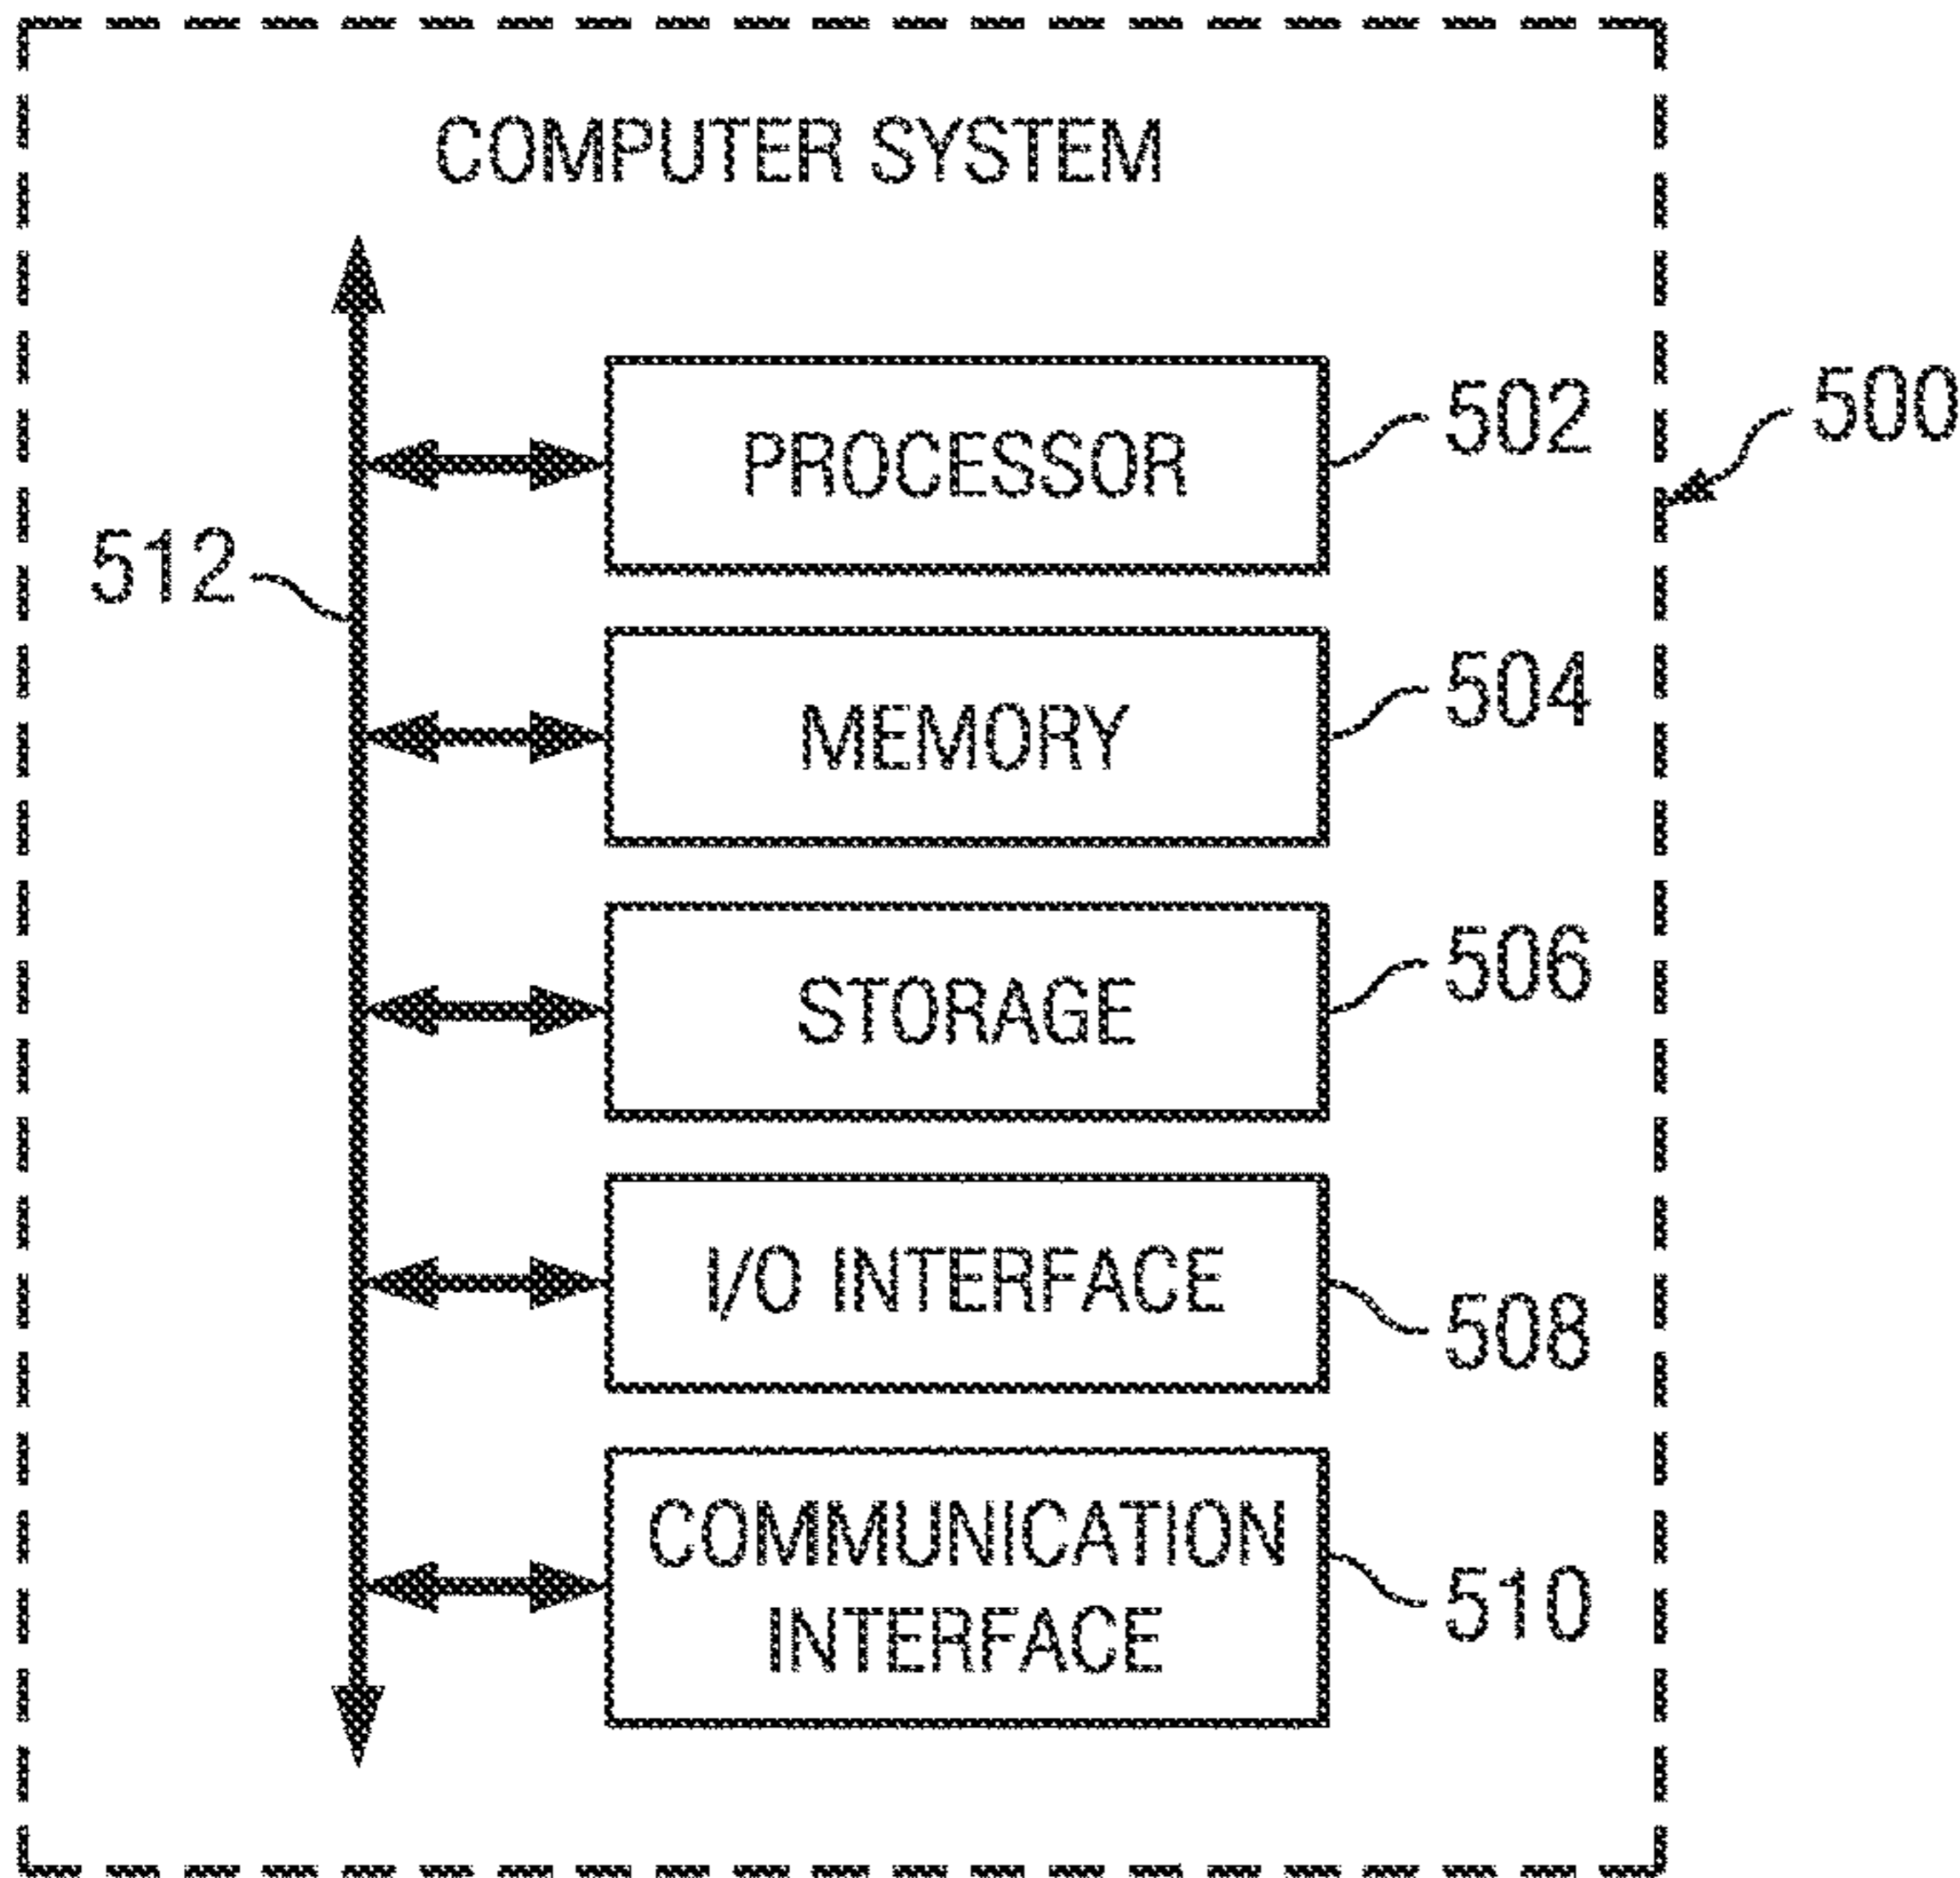 COMPUTER SYSTEM
PROCESSOR
502
500
512
MEMORY
504
STORAGE
506
I/O INTERFACE
508
COMMUNICATION
INTERFACE
510